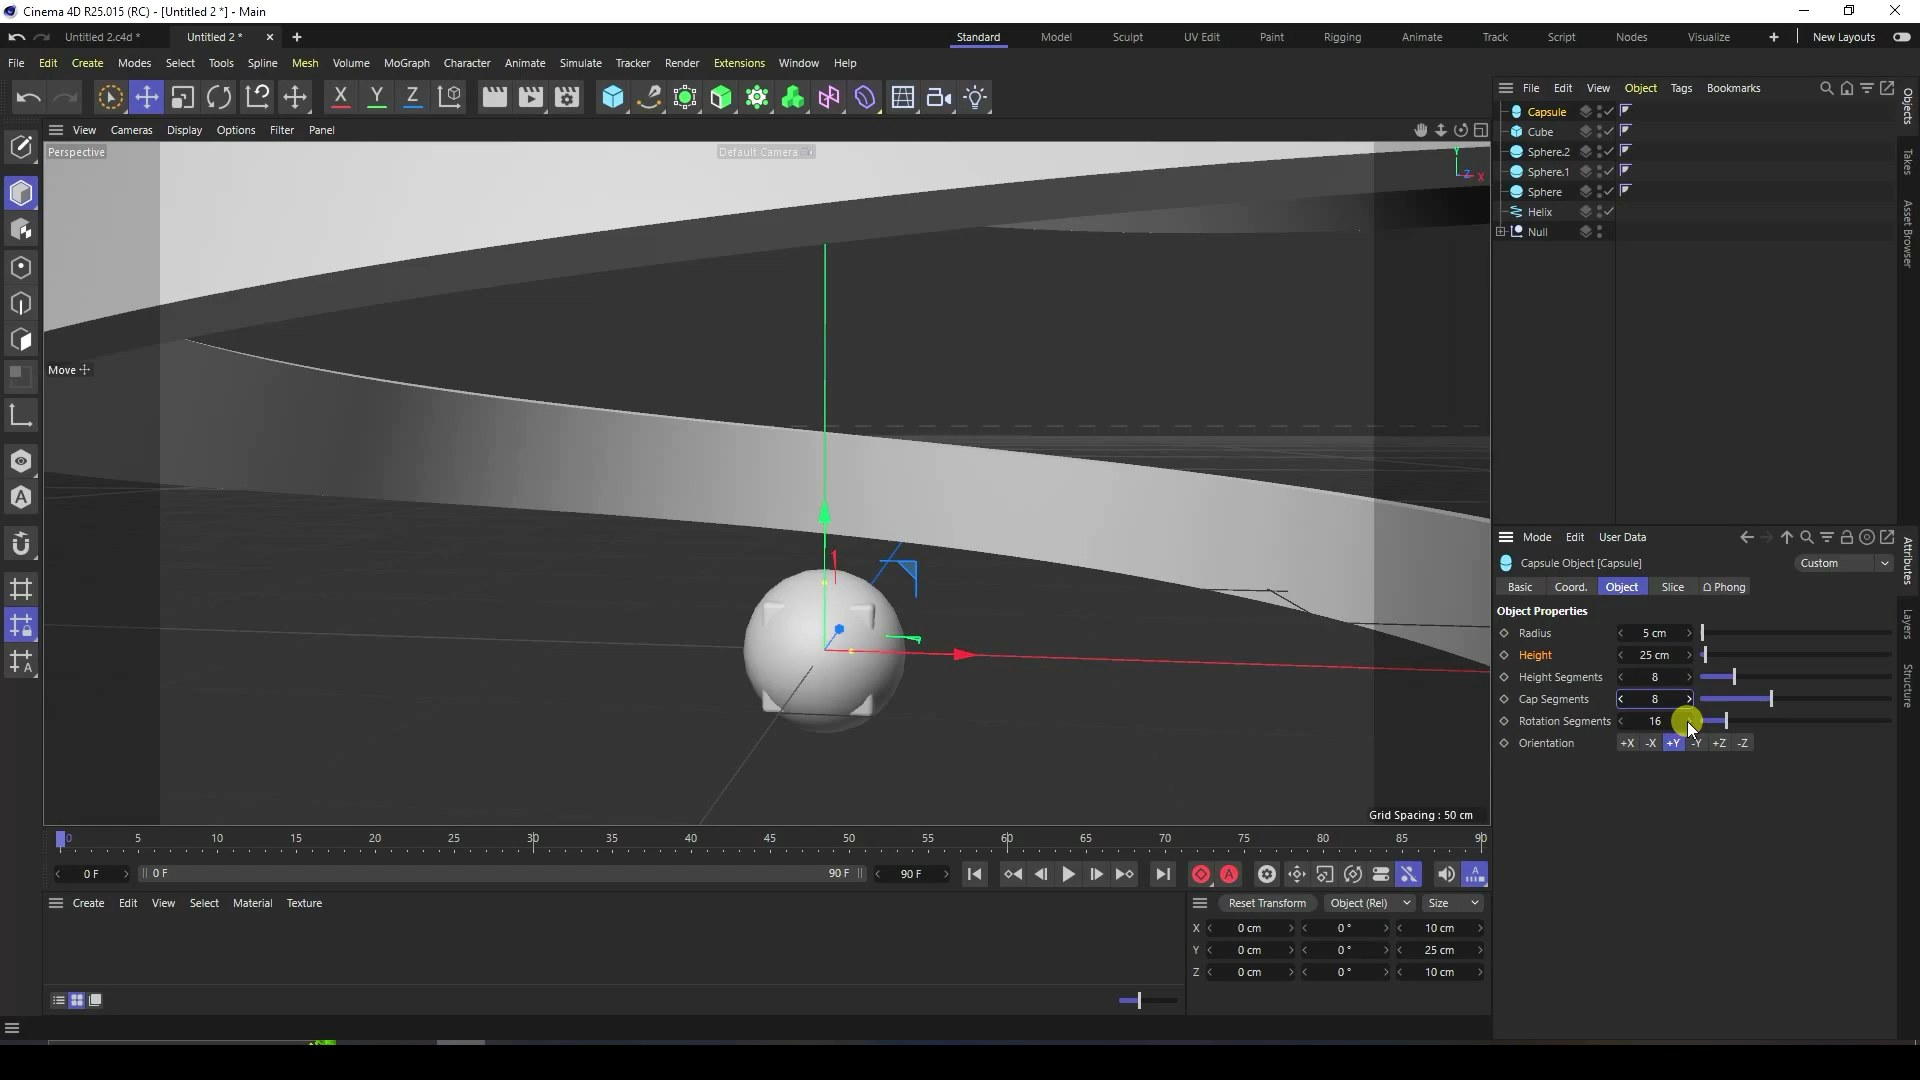 Cinema 4D R25.015 (RC) - [Untitled 2 *] - Main
Untitled 2.c4d *
Untitled 2 *
Standard
Model
Sculpt
UV Edit
Paint
Rigging
Animate
Track
Script
Nodes
Visualize
New Layouts
File Edit Create Modes Select Tools Spline Mesh Volume MoGraph Character Animate Simulate Tracker Render Extensions Window Help
X Y Z
File Edit View Object Tags Bookmarks
View Cameras Display Options Filter Panel
Perspective
Default Camera
Y
Z
X
Move
Capsule
Cube
Sphere.2
Sphere.1
Sphere
Helix
Null
Objects
Takes
Asset Browser
Mode Edit User Data
Capsule Object [Capsule]
Custom
Basic Coord. Object Slice Phong
Object Properties
Radius 5 cm
Height 25 cm
Height Segments 8
Cap Segments 8
Rotation Segments 16
Orientation +X -X +Y -Y +Z -Z
Attributes
Layers
Structure
Grid Spacing : 50 cm
0 5 10 15 20 25 30 35 40 45 50 55 60 65 70 75 80 85 90
0 F
0 F
90 F
90 F
Create Edit View Select Material Texture
Reset Transform
Object (Rel)
Size
X 0 cm 0 ° 10 cm
Y 0 cm 0 ° 25 cm
Z 0 cm 0 ° 10 cm